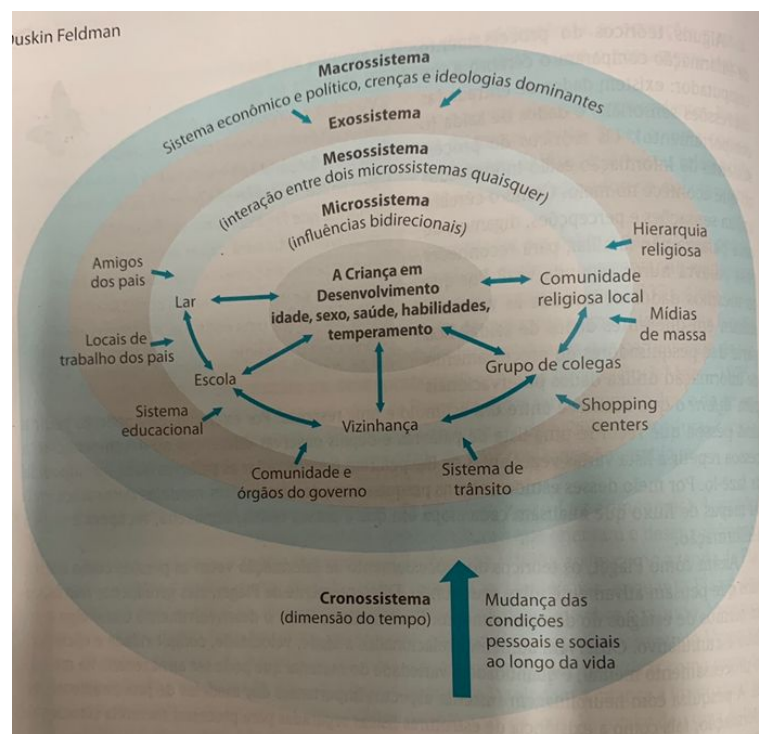 Duskin Feldman
Macrossistema
Sistema econômico e político, crenças e ideologias dominantes
Exossistema
Mesossistema
(interação entre dois microssistemas quaisquer)
Microssistema
(influências bidirecionais)
A Criança em
Desenvolvimento
idade, sexo, saúde, habilidades,
temperamento
Amigos
dos pais
Lar
Locais de
trabalho dos pais
Escola
Sistema
educacional
Comunidade e
órgãos do governo
Vizinhança
Sistema de
trânsito
Grupo de colegas
Shopping
centers
Mídias
de massa
Comunidade
religiosa local
Hierarquia
religiosa
Cronossistema
(dimensão do tempo)
Mudança das
condições
pessoais e sociais
ao longo da vida